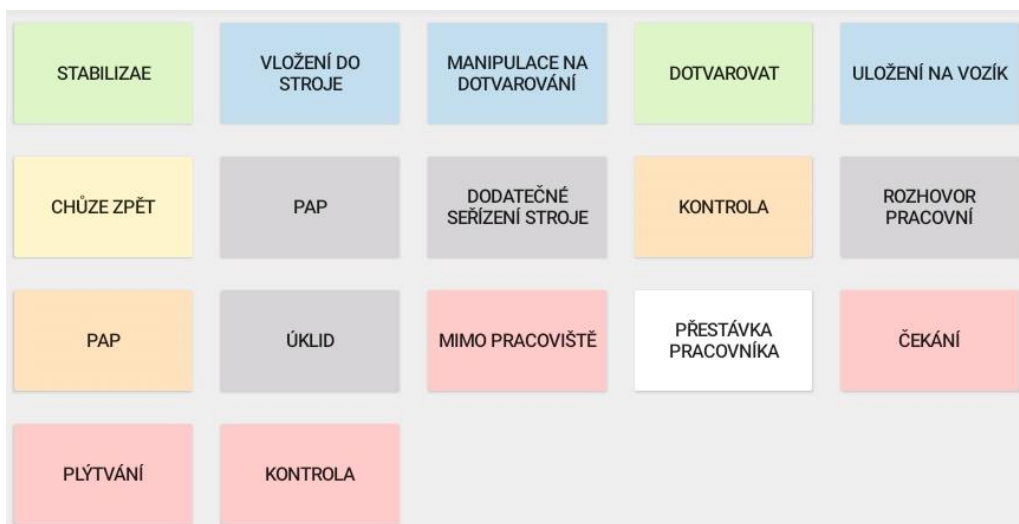 STABILIZAE
VLOŽENÍ DO
STROJE
MANIPULACE NA
DOTVAROVÁNÍ
DOTVAROVAT
ULOŽENÍ NA VOZÍK
CHŮZE ZPĚT
PAP
DODATEČNÉ
SEŘÍZENÍ STROJE
KONTROLA
ROZHOVOR
PRACOVNÍ
PAP
ÚKLID
MIMO PRACOVIŠTĚ
PŘESTÁVKA
PRACOVNÍKA
ČEKÁNÍ
PLÝTVÁNÍ
KONTROLA